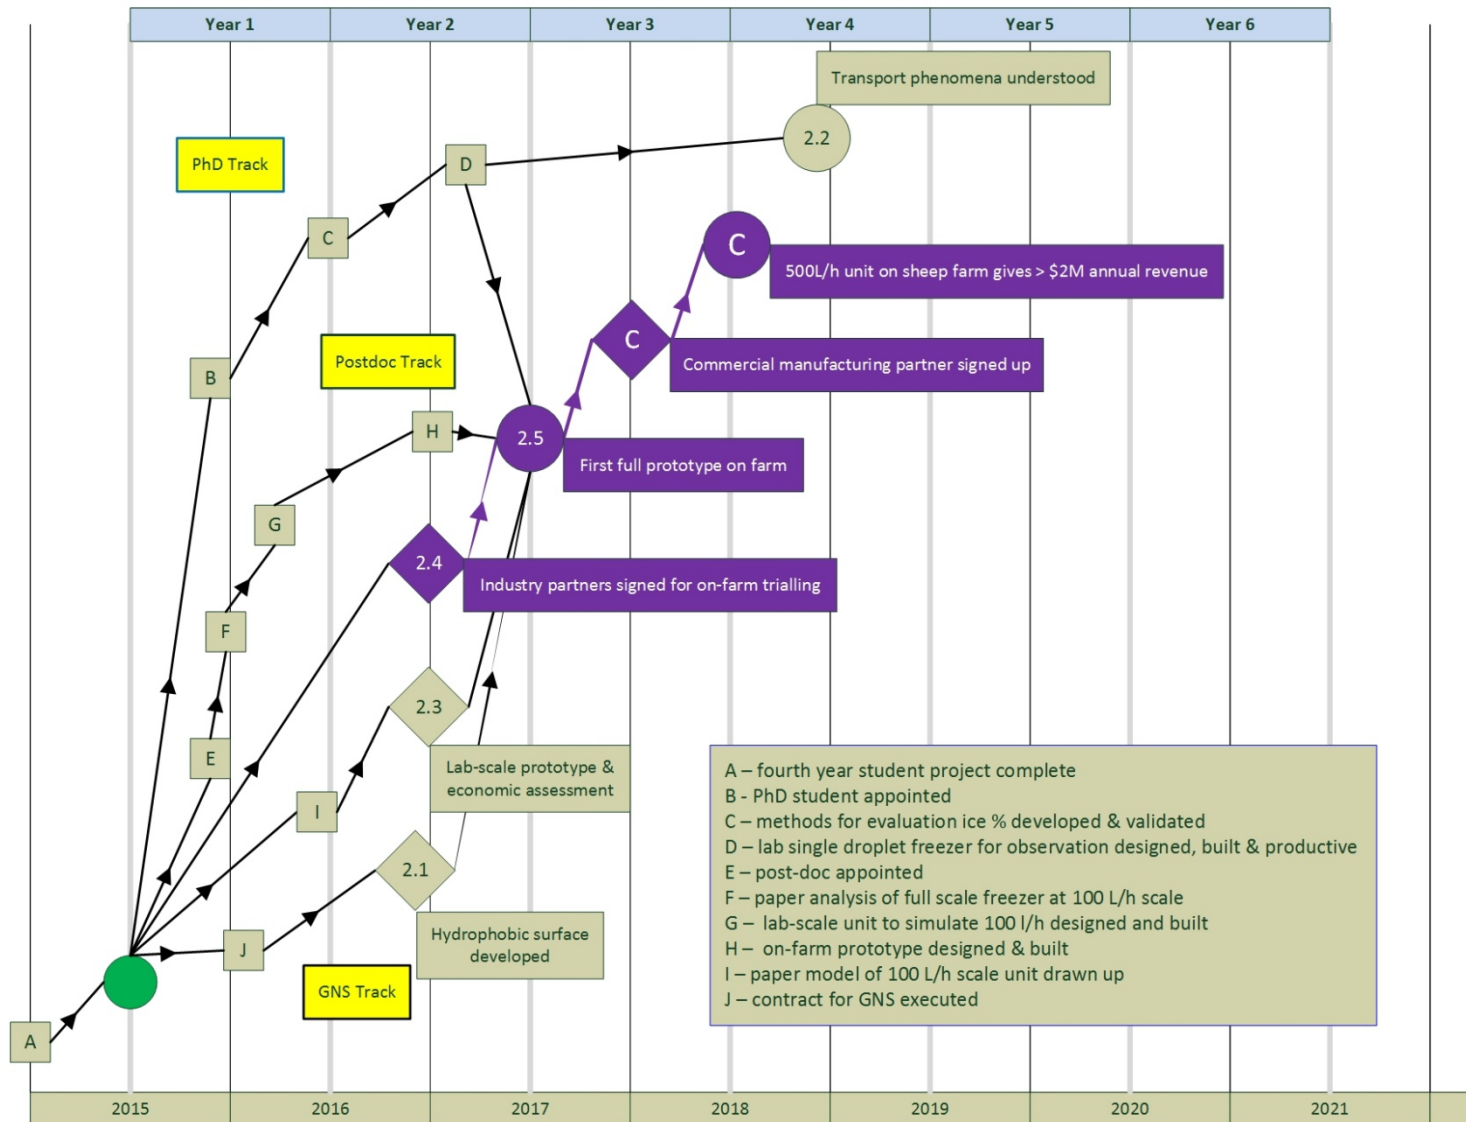 Year 1
Year 2
Year 3
Year 4
Year 5
Year 6
Transport phenomena understood
2.2
PhD Track
D
C
C
500L/h unit on sheep farm gives > $2M annual revenue
C
Commercial manufacturing partner signed up
B
Postdoc Track
H
2.5
First full prototype on farm
G
2.4
Industry partners signed for on-farm trialling
F
2.3
E
Lab-scale prototype &
economic assessment
I
2.1
Hydrophobic surface
developed
J
GNS Track
A
A – fourth year student project complete
B - PhD student appointed
C – methods for evaluation ice % developed & validated
D – lab single droplet freezer for observation designed, built & productive
E – post-doc appointed
F – paper analysis of full scale freezer at 100 L/h scale
G – lab-scale unit to simulate 100 l/h designed and built
H – on-farm prototype designed & built
I – paper model of 100 L/h scale unit drawn up
J – contract for GNS executed
2015
2016
2017
2018
2019
2020
2021